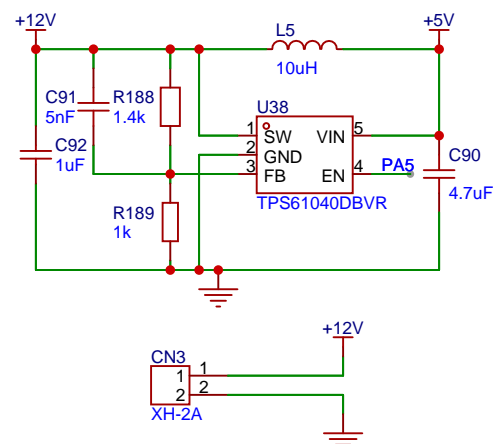 +12V
+5V
L5
10uH
C91
5nF
R188
1.4k
U38
C92
1uF
1
SW
VIN
5
2
GND
3
FB
EN
4
PA5
C90
4.7uF
TPS61040DBVR
R189
1k
+12V
CN3
1
1
2
2
XH-2A